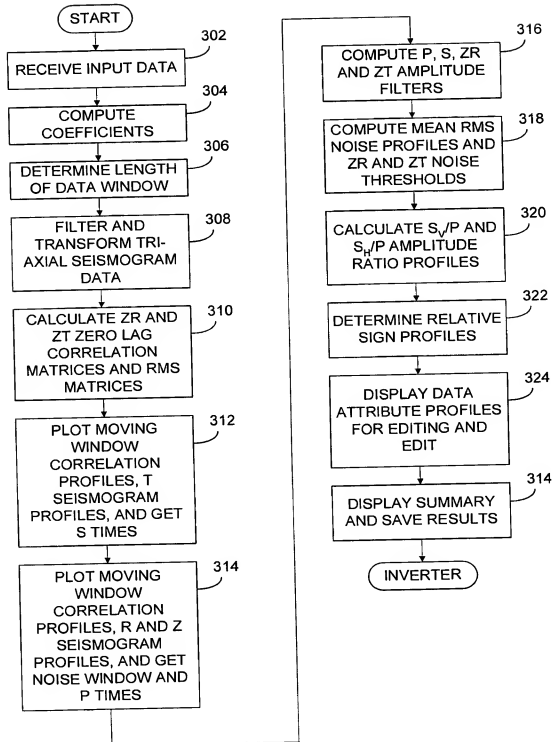 START
302
RECEIVE INPUT DATA
304
COMPUTE
COEFFICIENTS
306
DETERMINE LENGTH
OF DATA WINDOW
308
FILTER AND
TRANSFORM TRI-
AXIAL SEISMOGRAM
DATA
310
CALCULATE ZR AND
ZT ZERO LAG
CORRELATION
MATRICES AND RMS
MATRICES
312
PLOT MOVING
WINDOW
CORRELATION
PROFILES, T
SEISMOGRAM
PROFILES, AND GET
S TIMES
314
PLOT MOVING
WINDOW
CORRELATION
PROFILES, R AND Z
SEISMOGRAM
PROFILES, AND GET
NOISE WINDOW AND
P TIMES
316
COMPUTE P, S, ZR
AND ZT AMPLITUDE
FILTERS
318
COMPUTE MEAN RMS
NOISE PROFILES AND
ZR AND ZT NOISE
THRESHOLDS
320
CALCULATE SV/P AND
SH/P AMPLITUDE
RATIO PROFILES
322
DETERMINE RELATIVE
SIGN PROFILES
324
DISPLAY DATA
ATTRIBUTE PROFILES
FOR EDITING AND
EDIT
314
DISPLAY SUMMARY
AND SAVE RESULTS
INVERTER